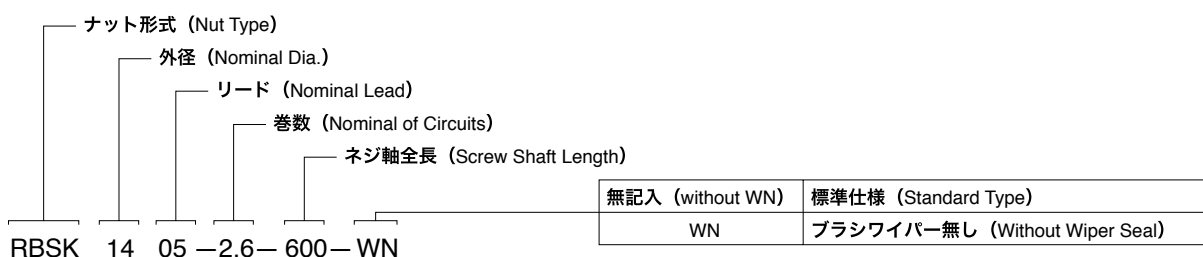 ナット形式（Nut Type）
外径（Nominal Dia.）
リード（Nominal Lead）
巻数（Nominal of Circuits）
ネジ軸全長（Screw Shaft Length）
無記入（without WN） 標準仕様（Standard Type）
WN ブラシワイパー無し（Without Wiper Seal）
RBSK 14 05 －2.6－ 600－WN